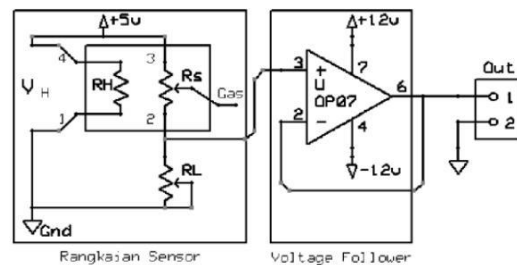 +5v
+12v
4
3
Rs
Gas
RH
V H
1
2
3
+
U
OP07
7
6
Out
1
2
2
-
4
RL
-12v
Gnd
Rangkaian Sensor
Voltage Follower